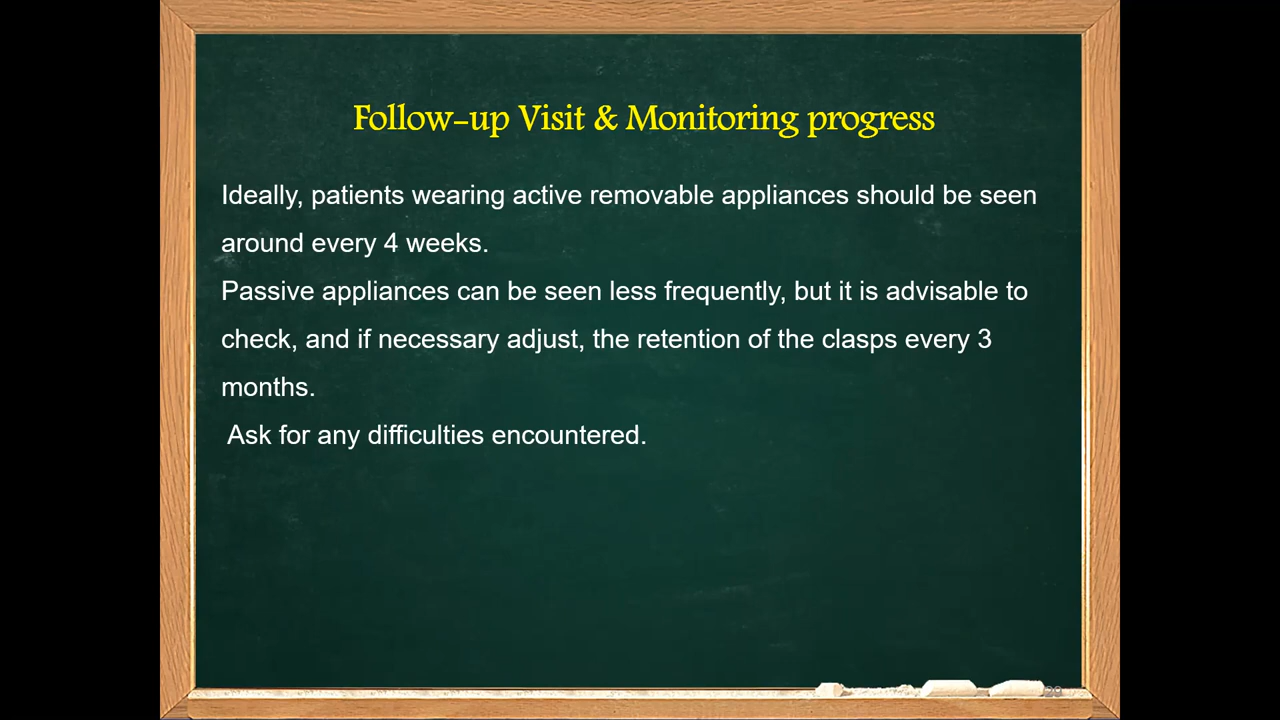 Follow-up Visit & Monitoring progress
Ideally, patients wearing active removable appliances should be seen
around every 4 weeks.
Passive appliances can be seen less frequently, but it is advisable to
check, and if necessary adjust, the retention of the clasps every 3
months.
Ask for any difficulties encountered.